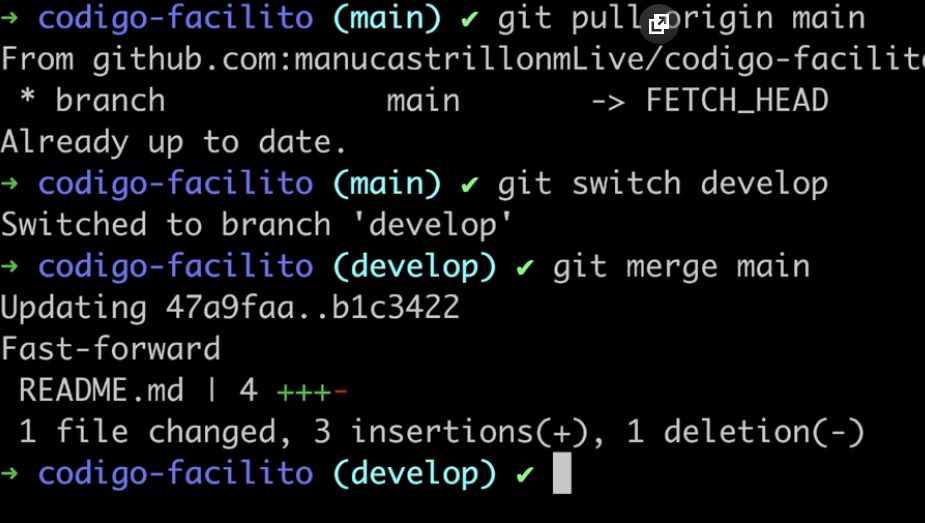 → codigo-facilito (main) ✔ git pull origin main
From github.com:manucastrillonmLive/codigo-facilito
 * branch            main       -> FETCH_HEAD
Already up to date.
→ codigo-facilito (main) ✔ git switch develop
Switched to branch 'develop'
→ codigo-facilito (develop) ✔ git merge main
Updating 47a9faa..b1c3422
Fast-forward
 README.md | 4 +++-
 1 file changed, 3 insertions(+), 1 deletion(-)
→ codigo-facilito (develop) ✔